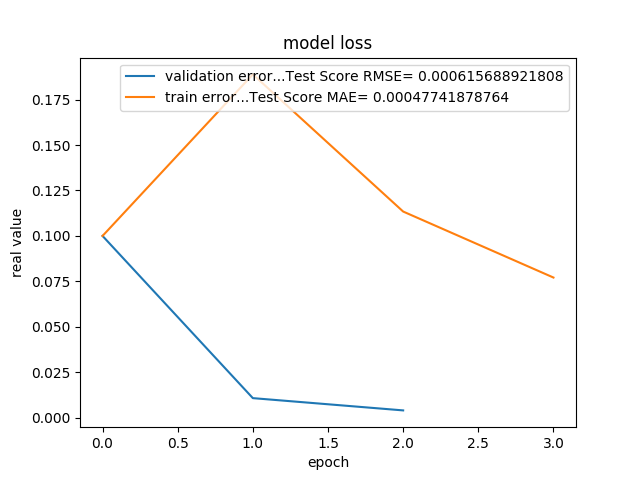 model loss
validation error...Test Score RMSE= 0.000615688921808
train error...Test Score MAE= 0.00047741878764
real value
0.175
0.150
0.125
0.100
0.075
0.050
0.025
0.000
0.0 0.5 1.0 1.5 2.0 2.5 3.0
epoch